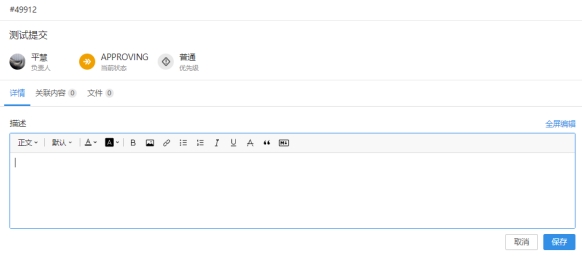 #49912
测试提交
平慧 APPROVING 普通
负责人 当前状态 优先级
详情 关联内容 0 文件 0
描述 全屏编辑
正文 默认 A A B I U A
取消 保存